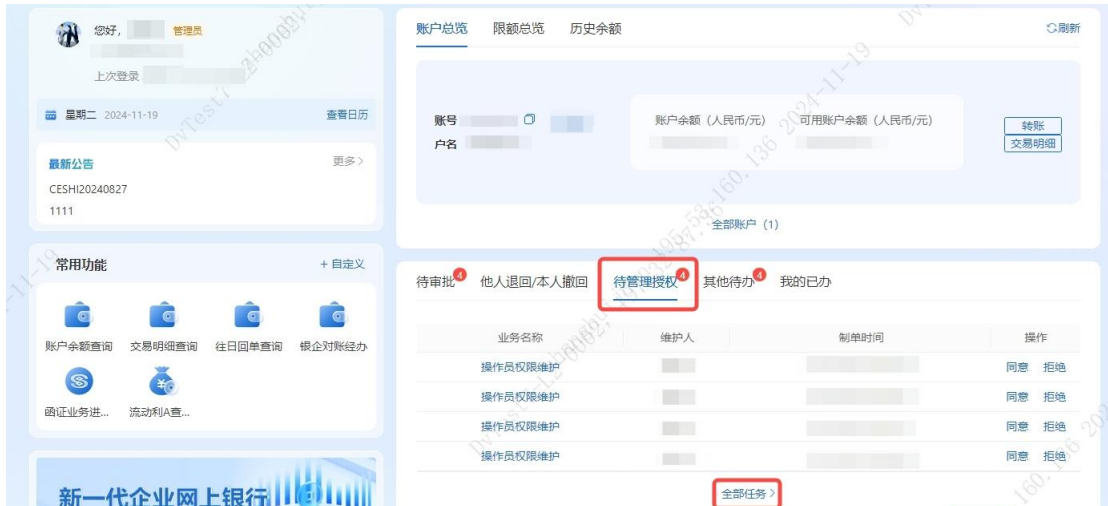 您好， 管理员
上次登录
星期二 2024-11-19 查看日历
最新公告 更多 >
CESHI20240827
1111
常用功能 + 自定义
账户余额查询 交易明细查询 往日回单查询 银企对账经办
函证业务进... 流动利A查...
新一代企业网上银行
账户总览 限额总览 历史余额 刷新
账号 账户余额（人民币/元） 可用账户余额（人民币/元） 转账
户名 交易明细
全部账户（1）
待审批 4 他人退回/本人撤回 待管理授权 4 其他待办 4 我的已办
业务名称 维护人 制单时间 操作
操作员权限维护 同意 拒绝
操作员权限维护 同意 拒绝
操作员权限维护 同意 拒绝
操作员权限维护 同意 拒绝
全部任务 >